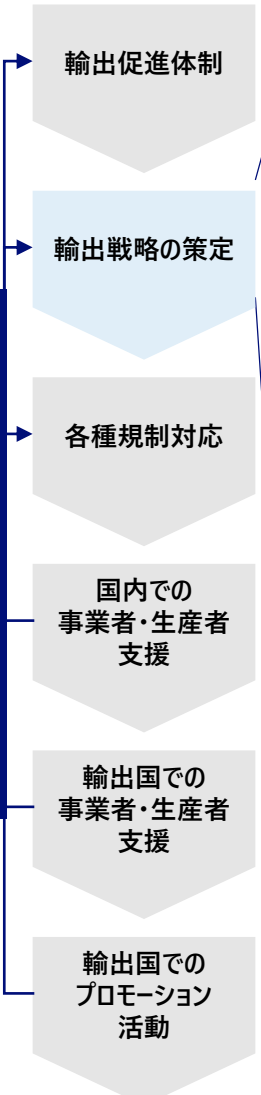 輸出促進体制
輸出戦略の策定
各種規制対応
国内での
事業者・生産者
支援
輸出国での
事業者・生産者
支援
輸出国での
プロモーション
活動